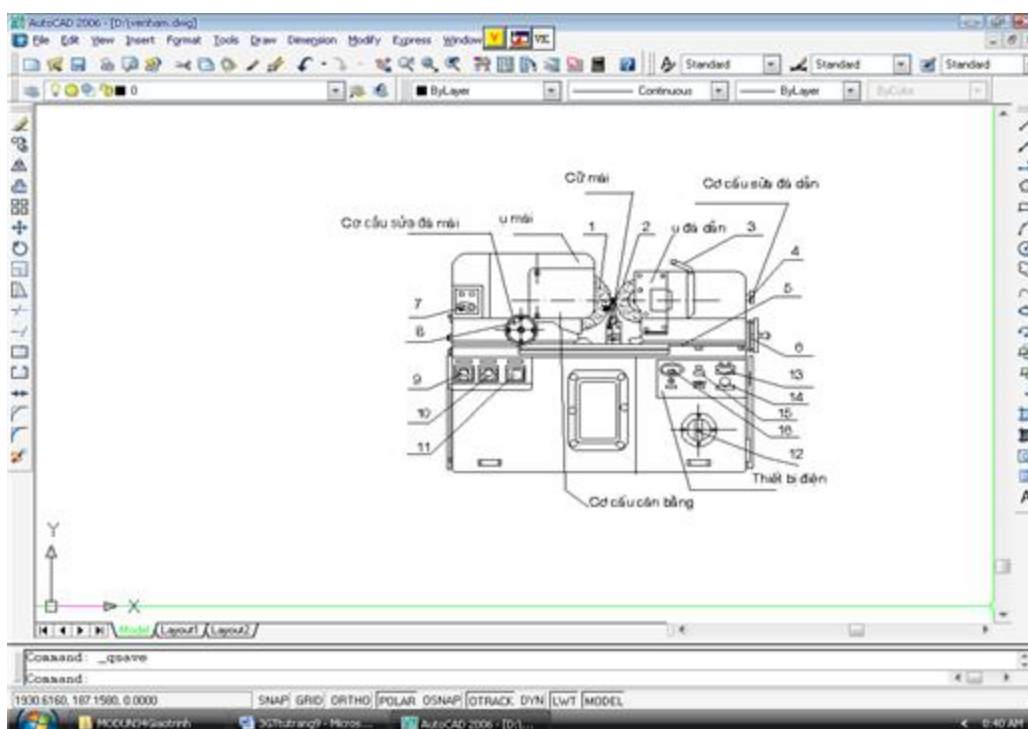 AutoCAD 2006 - [D:\venham.dwg]
File Edit View Insert Format Tools Draw Dimension Modify Express Window
Standard Standard Standard
0 ByLayer Continuous ByLayer ByColor
Cữ mài
Cơ cấu sửa đá dẫn
Cơ cấu sửa đá mài
ụ mài
1
2
ụ đá dẫn
3
4
5
7
8
6
9
13
14
10
15
16
11
12
Thiết bị điện
Cơ cấu cân bằng
Y
X
Model Layout1 Layout2
Command: _qsave
Command:
1930.6160, 187.1580, 0.0000 SNAP GRID ORTHO POLAR OSNAP OTRACK DYN LWT MODEL
MODUN34Giaotrinh 3GTtutrang9 - Micros... AutoCAD 2006 - [D:\... 8:40 AM